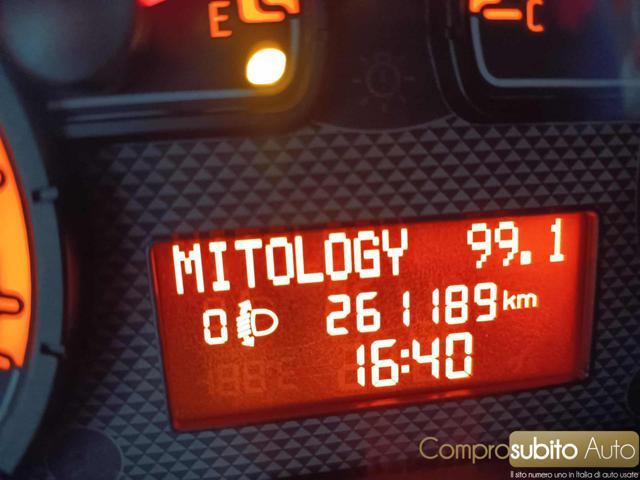 E
C
MITOLOGY 99.1
0 261189 km
16:40
Comprosubito Auto
Il sito numero uno in Italia di auto usate